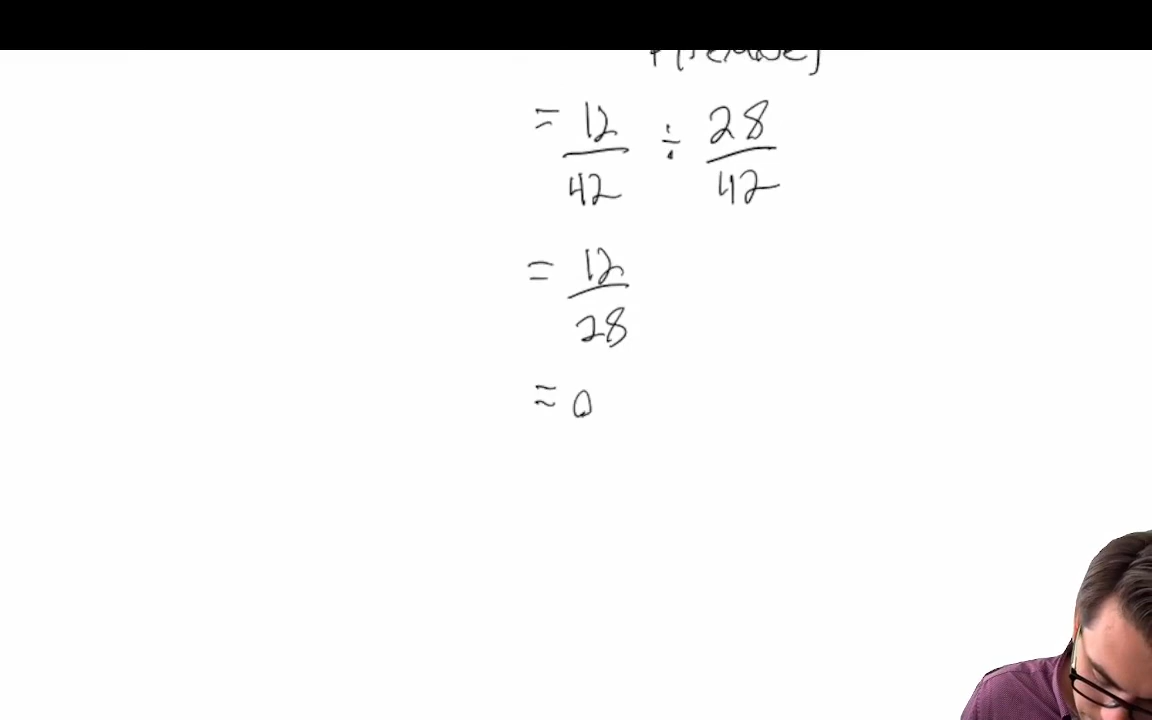 = 12/42 ÷ 28/42
= 12/28
≈ 0